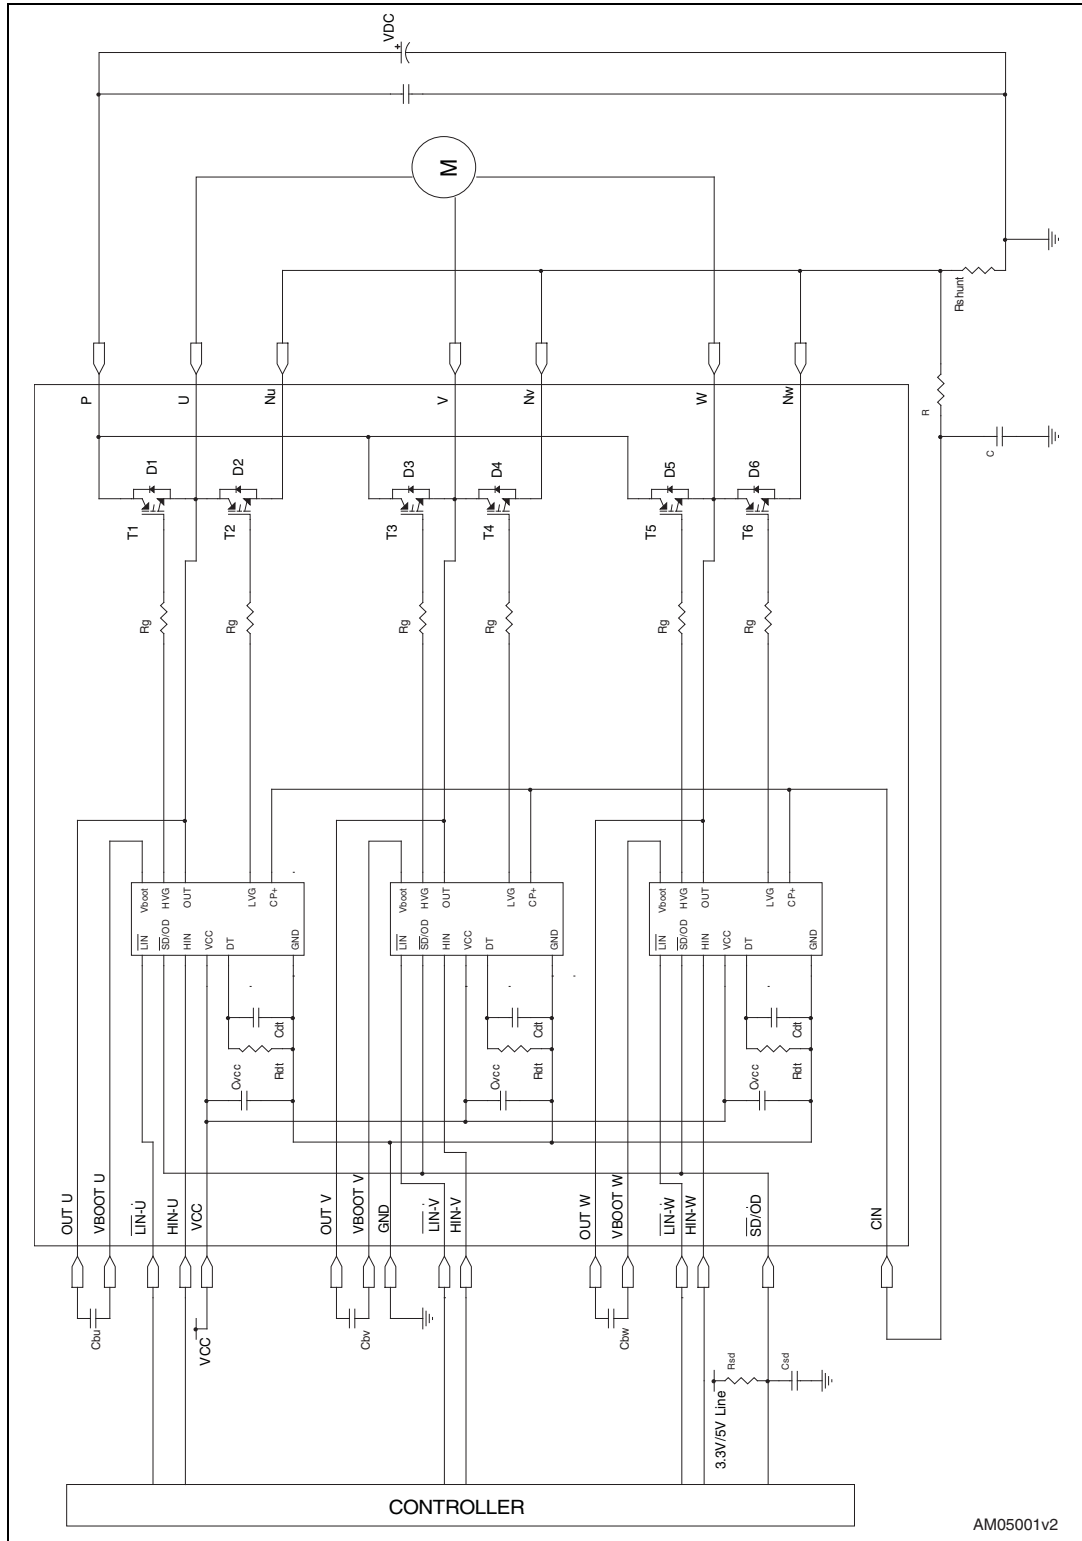 VDC
+
M
Rshunt
P
U
Nu
V
Nv
W
Nw
R
C
D1
D2
D3
D4
D5
D6
T1
T2
T3
T4
T5
T6
Rg
Rg
Rg
Rg
Rg
Rg
Vboot
HVG
OUT
LVG
CP+
Vboot
HVG
OUT
LVG
CP+
Vboot
HVG
OUT
LVG
CP+
LIN
SD/OD
HIN
VCC
DT
GND
LIN
SD/OD
HIN
VCC
DT
GND
LIN
SD/OD
HIN
VCC
DT
GND
Cdt
Cdt
Cdt
Rdt
Rdt
Rdt
Cvcc
Cvcc
Cvcc
OUT U
VBOOT U
LIN-U
HIN-U
VCC
OUT V
VBOOT V
GND
LIN-V
HIN-V
OUT W
VBOOT W
LIN-W
HIN-W
SD/OD
CIN
Cbu
VCC
Cbv
Cbw
3.3V/5V Line
Rsd
Csd
CONTROLLER
AM05001v2